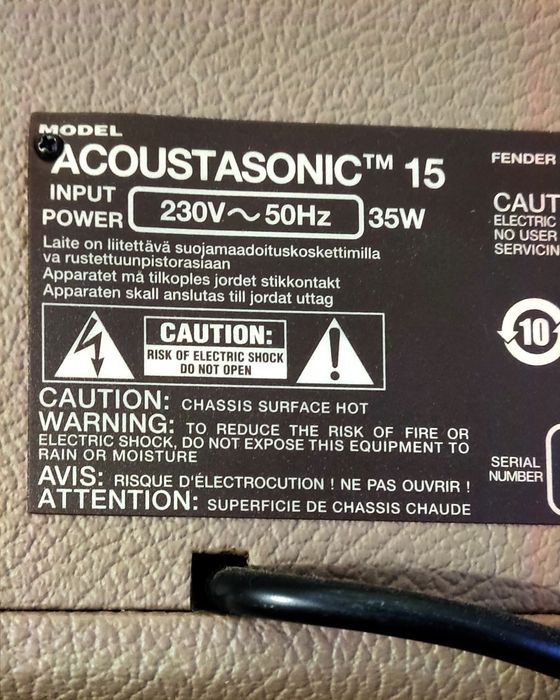 MODEL
ACOUSTASONIC™ 15
INPUT POWER 230V～50Hz 35W
Laite on liitettävä suojamaadoituskoskettimilla
va rustettuunpistorasiaan
Apparatet må tilkoples jordet stikkontakt
Apparaten skall anslutas till jordat uttag
CAUTION:
RISK OF ELECTRIC SHOCK
DO NOT OPEN
CAUTION: CHASSIS SURFACE HOT
WARNING: TO REDUCE THE RISK OF FIRE OR
ELECTRIC SHOCK, DO NOT EXPOSE THIS EQUIPMENT TO
RAIN OR MOISTURE
AVIS: RISQUE D'ÉLECTROCUTION ! NE PAS OUVRIR !
ATTENTION: SUPERFICIE DE CHASSIS CHAUDE
FENDER
CAUT
ELECTRIC
NO USER
SERVICIN
10
SERIAL
NUMBER